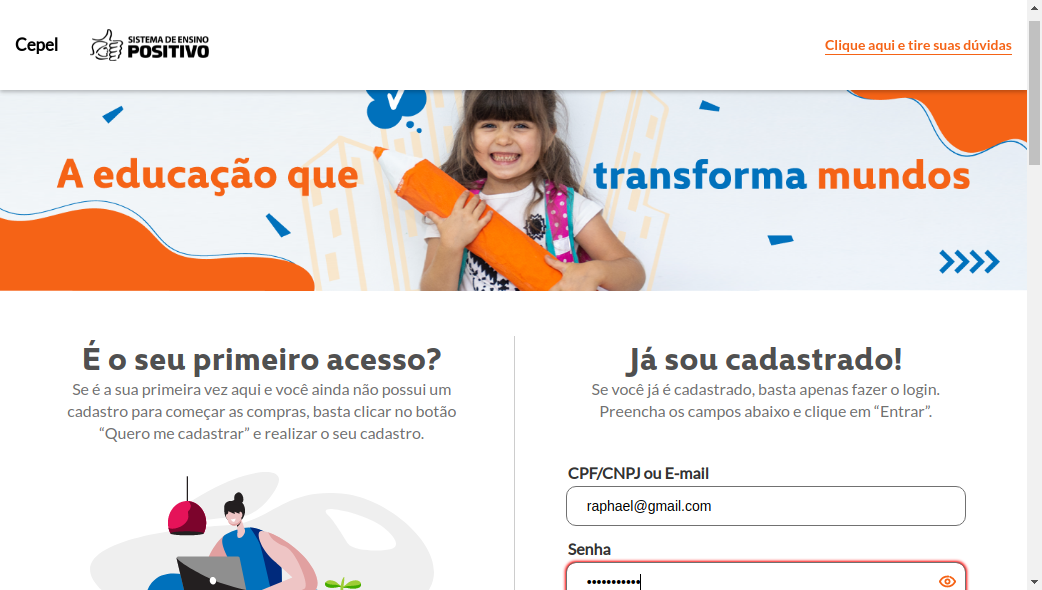 Cepel
SISTEMA DE ENSINO
POSITIVO
Clique aqui e tire suas dúvidas
A educação que
transforma mundos
É o seu primeiro acesso?
Se é a sua primeira vez aqui e você ainda não possui um
cadastro para começar as compras, basta clicar no botão
“Quero me cadastrar” e realizar o seu cadastro.
Já sou cadastrado!
Se você já é cadastrado, basta apenas fazer o login.
Preencha os campos abaixo e clique em “Entrar”.
CPF/CNPJ ou E-mail
raphael@gmail.com
Senha
•••••••••••